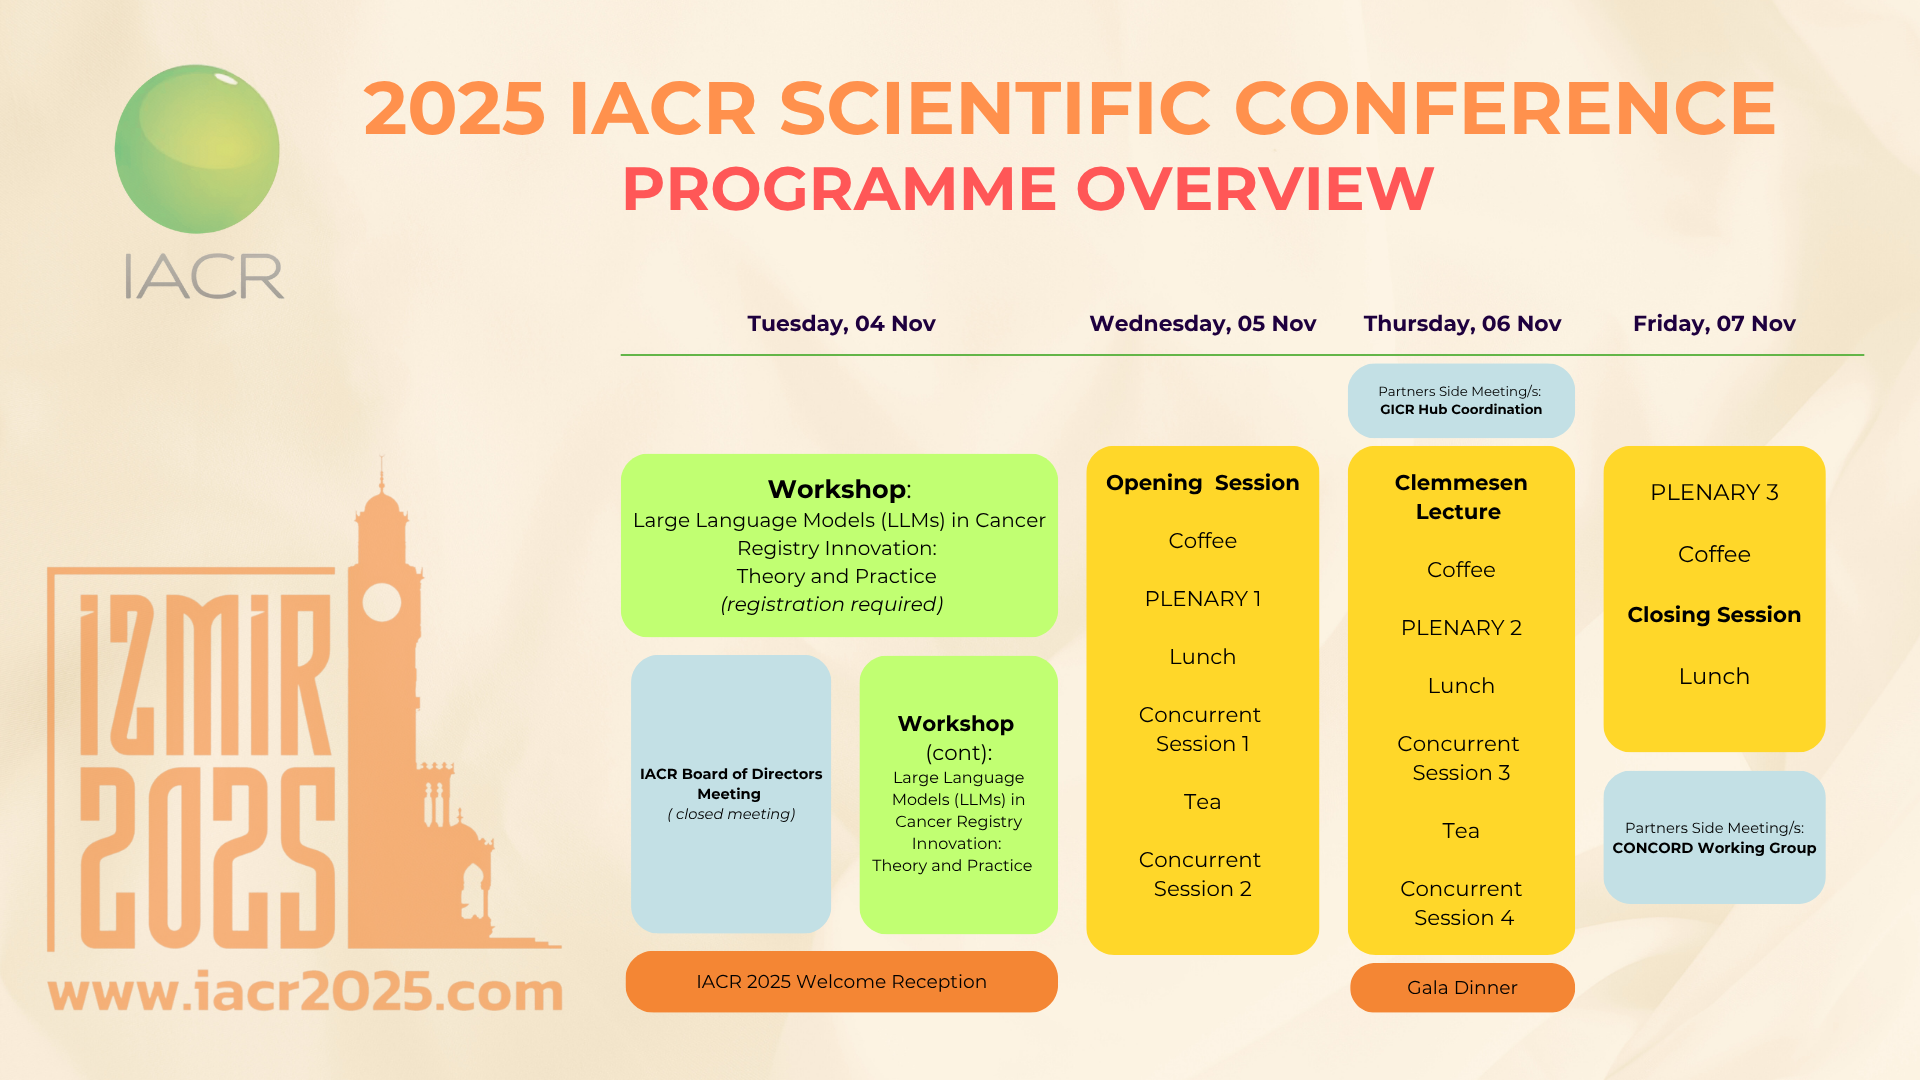 2025 IACR SCIENTIFIC CONFERENCE
PROGRAMME OVERVIEW
IACR
Tuesday, 04 Nov
Workshop:
Large Language Models (LLMs) in Cancer
Registry Innovation:
Theory and Practice
(registration required)
IACR Board of Directors
Meeting
( closed meeting)
Workshop
(cont):
Large Language
Models (LLMs) in
Cancer Registry
Innovation:
Theory and Practice
IACR 2025 Welcome Reception
Wednesday, 05 Nov
Opening  Session
Coffee
PLENARY 1
Lunch
Concurrent
Session 1
Tea
Concurrent
Session 2
Thursday, 06 Nov
Partners Side Meeting/s:
GICR Hub Coordination
Clemmesen
Lecture
Coffee
PLENARY 2
Lunch
Concurrent
Session 3
Tea
Concurrent
Session 4
Gala Dinner
Friday, 07 Nov
PLENARY 3
Coffee
Closing Session
Lunch
Partners Side Meeting/s:
CONCORD Working Group
iZMiR
2025
www.iacr2025.com